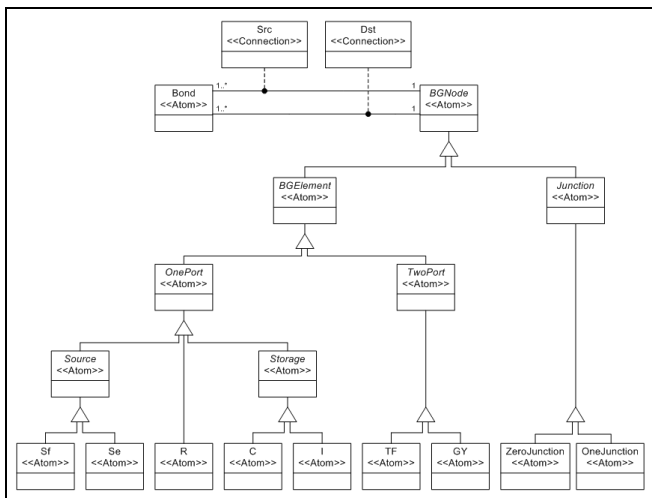 Src
<<Connection>>
Dst
<<Connection>>
Bond
<<Atom>>
1..*
1
1..*
1
BGNode
<<Atom>>
BGElement
<<Atom>>
Junction
<<Atom>>
OnePort
<<Atom>>
TwoPort
<<Atom>>
Source
<<Atom>>
Storage
<<Atom>>
Sf
<<Atom>>
Se
<<Atom>>
R
<<Atom>>
C
<<Atom>>
I
<<Atom>>
TF
<<Atom>>
GY
<<Atom>>
ZeroJunction
<<Atom>>
OneJunction
<<Atom>>